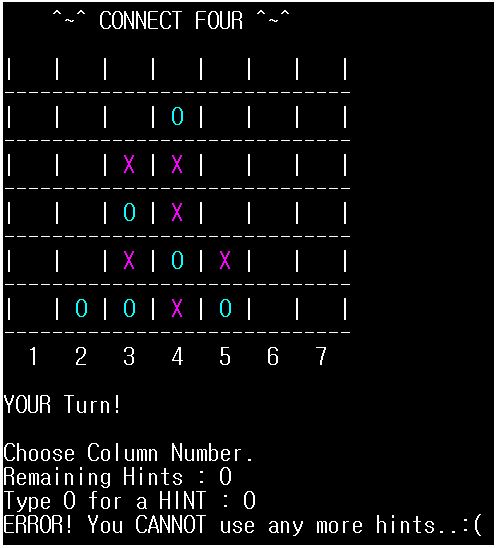 ^~^ CONNECT FOUR ^~^
|   |   |   |   |   |   |   |
-----------------------------
|   |   |   | O |   |   |   |
-----------------------------
|   |   | X | X |   |   |   |
-----------------------------
|   |   | O | X |   |   |   |
-----------------------------
|   |   | X | O | X |   |   |
-----------------------------
|   | O | O | X | O |   |   |
-----------------------------
1 2 3 4 5 6 7
YOUR Turn!
Choose Column Number.
Remaining Hints : 0
Type 0 for a HINT : 0
ERROR! You CANNOT use any more hints..:(